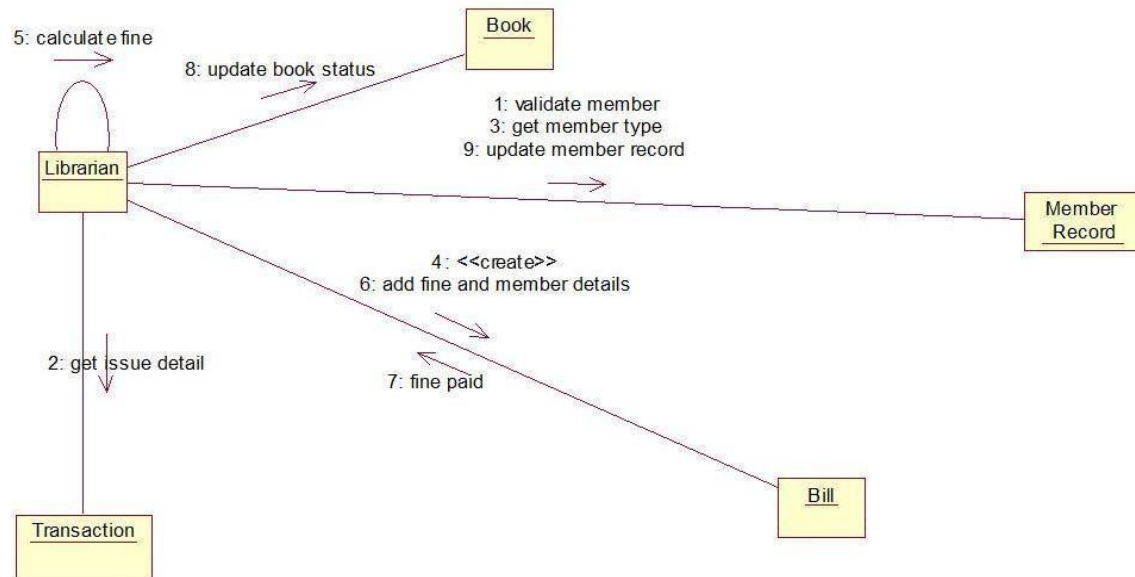 5: calculate fine
Book
8: update book status
1: validate member
3: get member type
9: update member record
Librarian
Member
Record
4: <<create>>
6: add fine and member details
2: get issue detail
7: fine paid
Bill
Transaction